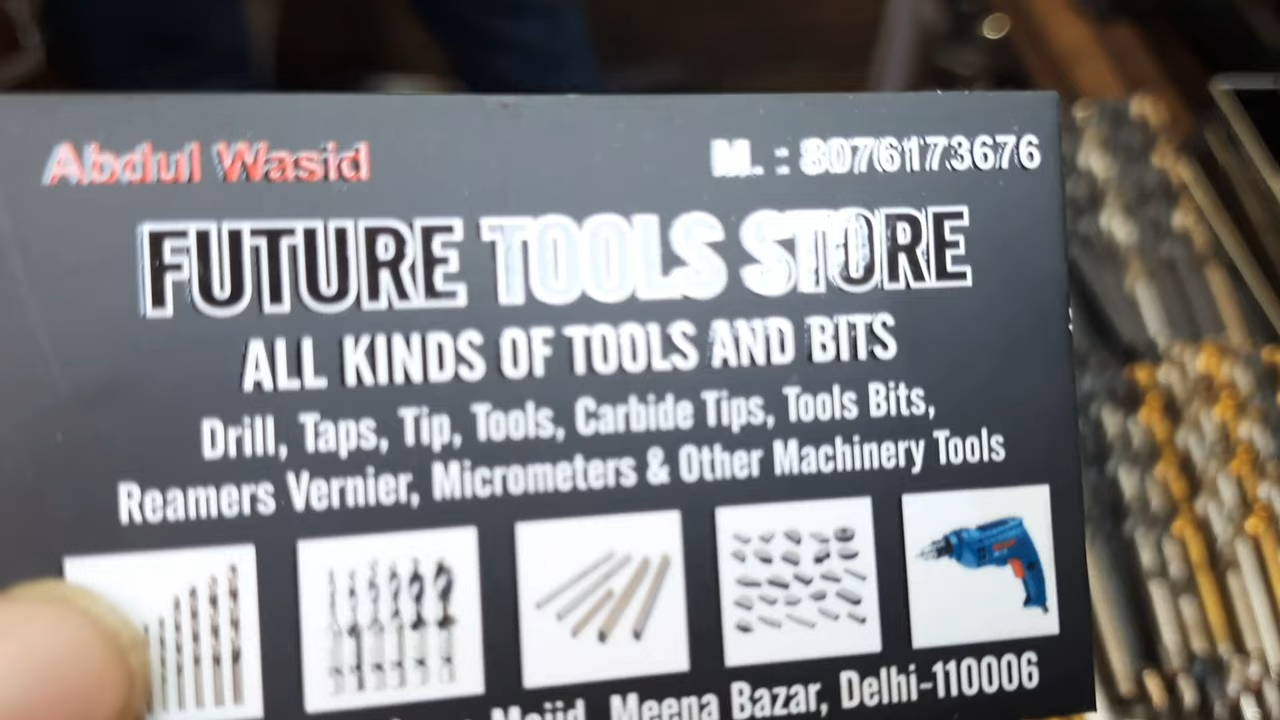 Abdul Wasid
M. : 8076173676
FUTURE TOOLS STORE
ALL KINDS OF TOOLS AND BITS
Drill, Taps, Tip, Tools, Carbide Tips, Tools Bits,
Reamers Vernier, Micrometers & Other Machinery Tools
Meena Bazar, Delhi-110006